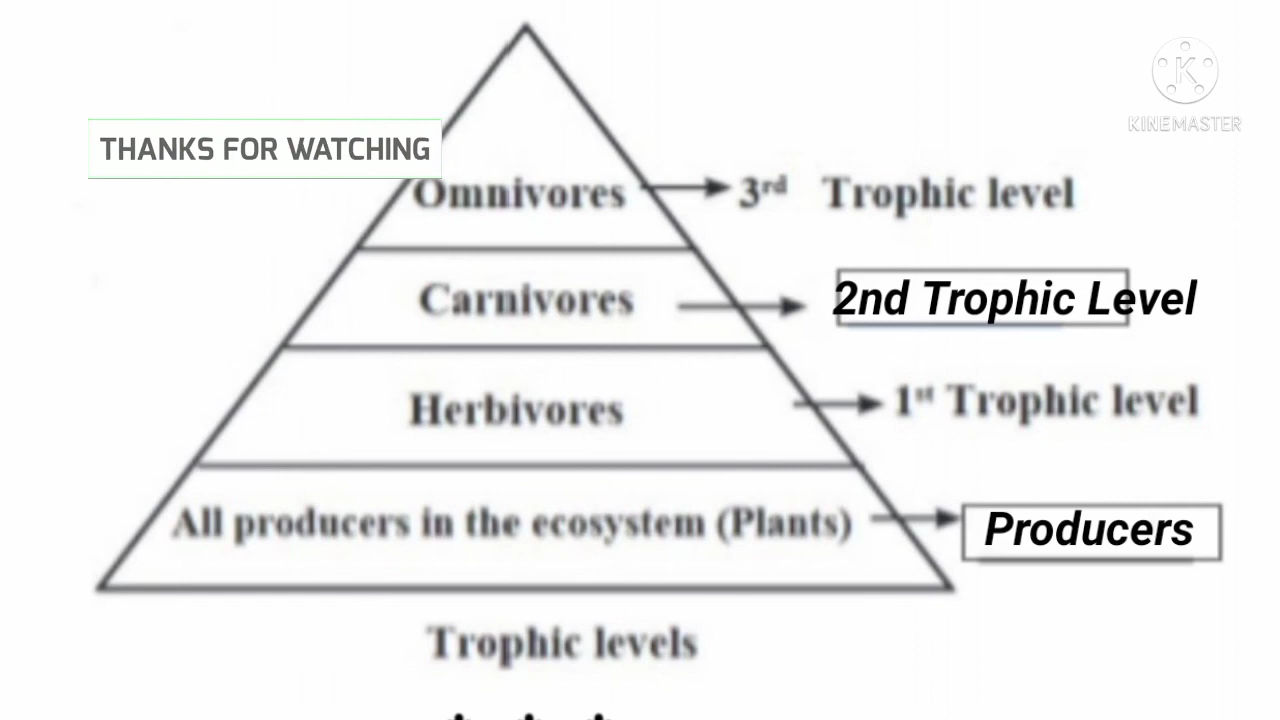 K
KINEMASTER
THANKS FOR WATCHING
Omnivores 3rd Trophic level
Carnivores 2nd Trophic Level
Herbivores 1st Trophic level
All producers in the ecosystem (Plants) Producers
Trophic levels
* * *